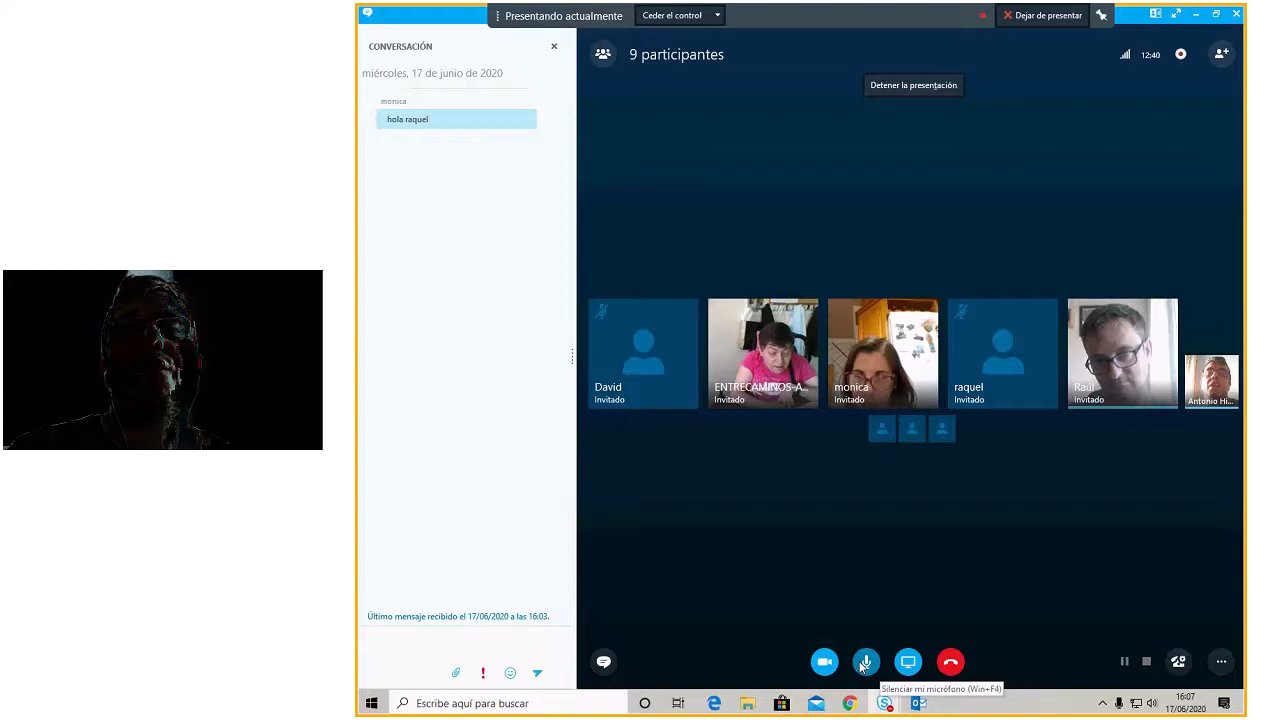 Presentando actualmente
Ceder el control
Dejar de presentar
CONVERSACIÓN
miércoles, 17 de junio de 2020
monica
hola raquel
9 participantes
12:40
Detener la presentación
David
Invitado
ENTRECAMINOS-A...
Invitado
monica
Invitado
raquel
Invitado
Raúl
Invitado
Antonio Hi...
Último mensaje recibido el 17/06/2020 a las 16:03.
Silenciar mi micrófono (Win+F4)
Escribe aquí para buscar
16:07
17/06/2020